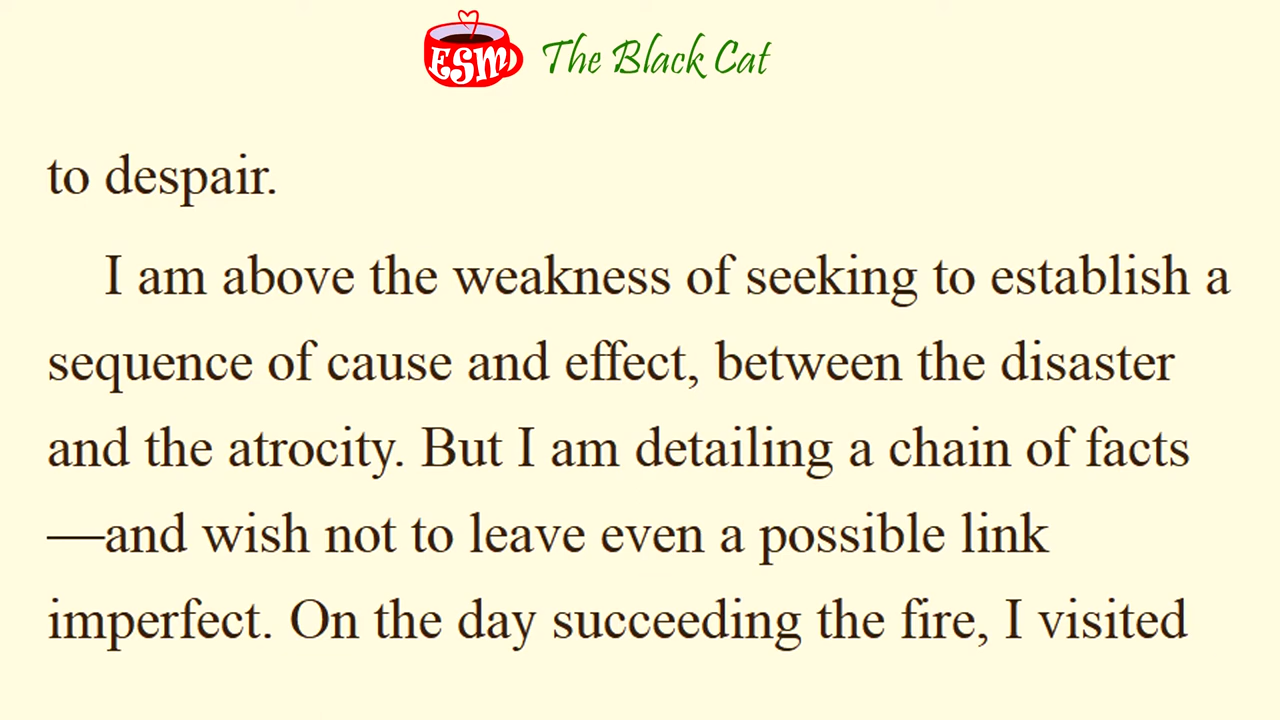 ESM The Black Cat
to despair.
I am above the weakness of seeking to establish a
sequence of cause and effect, between the disaster
and the atrocity. But I am detailing a chain of facts
—and wish not to leave even a possible link
imperfect. On the day succeeding the fire, I visited